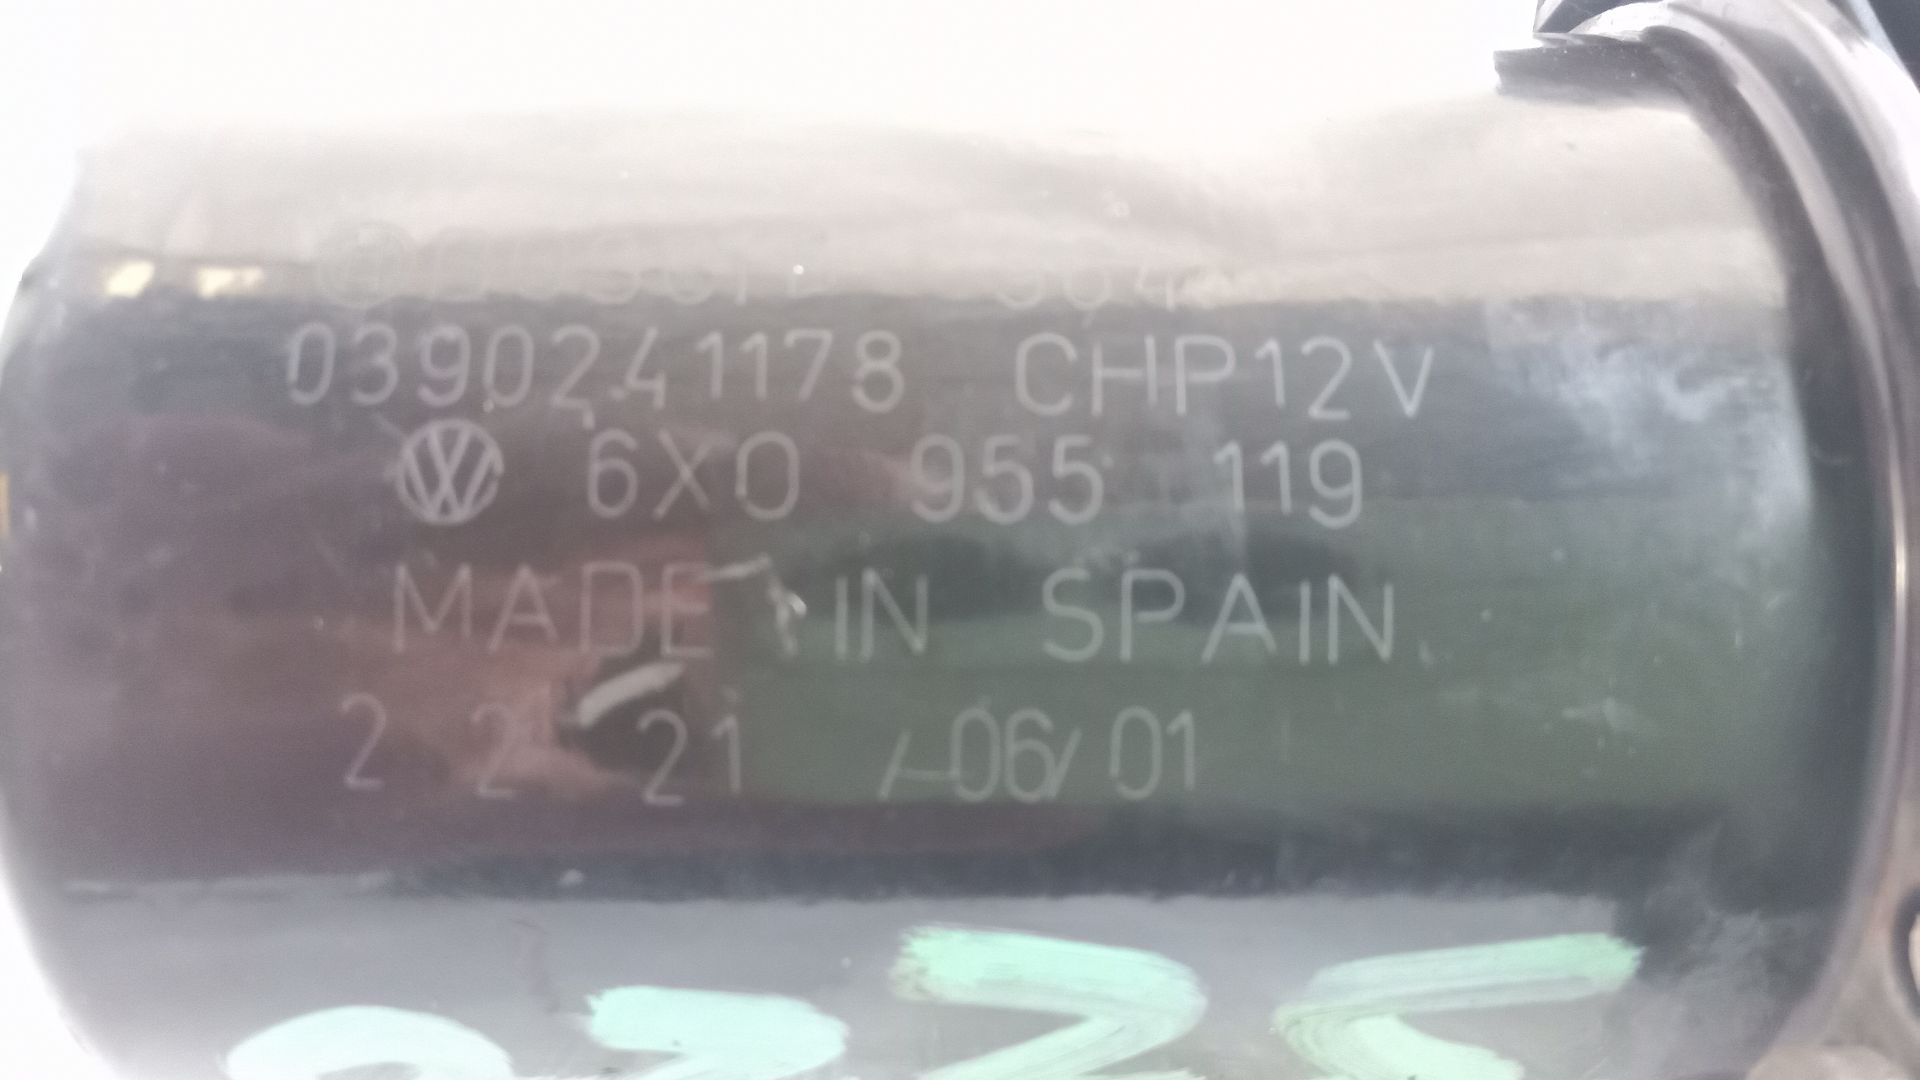 0390241178 CHP12V
6X0 955 119
MADE IN SPAIN
2 2 21 /-06/01